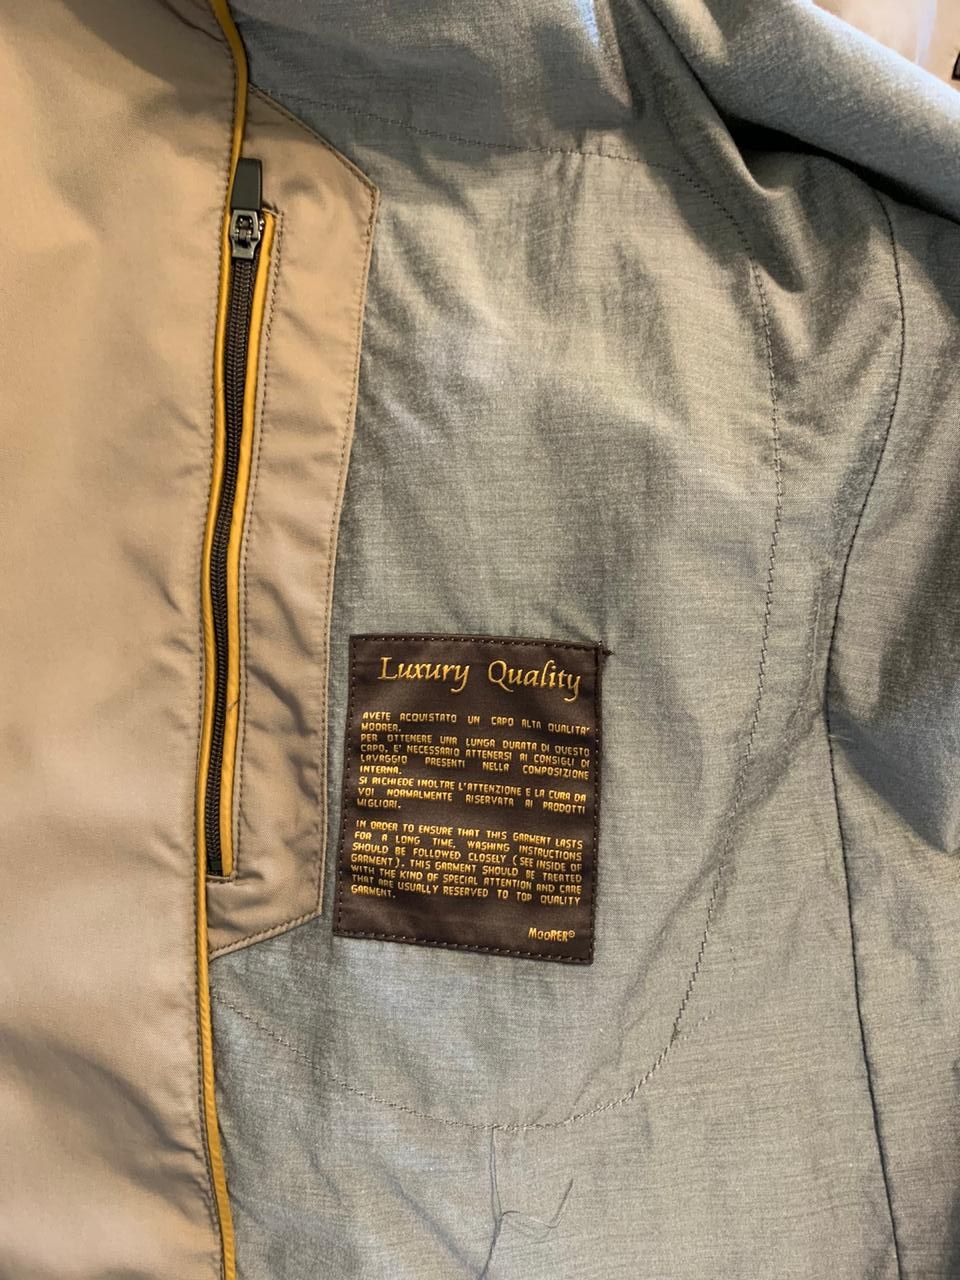 Luxury Quality
AVETE ACQUISTATO UN CAPO ALTA QUALITA'
MOORER.
PER OTTENERE UNA LUNGA DURATA DI QUESTO
CAPO, E' NECESSARIO ATTENERSI AI CONSIGLI DI
LAVAGGIO PRESENTI NELLA COMPOSIZIONE
INTERNA.
SI RICHIEDE INOLTRE L'ATTENZIONE E LA CURA DA
VOI NORMALMENTE RISERVATA AI PRODOTTI
MIGLIORI.
IN ORDER TO ENSURE THAT THIS GARMENT LASTS
FOR A LONG TIME, WASHING INSTRUCTIONS
SHOULD BE FOLLOWED CLOSELY (SEE INSIDE OF
GARMENT). THIS GARMENT SHOULD BE TREATED
WITH THE KIND OF SPECIAL ATTENTION AND CARE
THAT ARE USUALLY RESERVED TO TOP QUALITY
GARMENT.
MOORER®